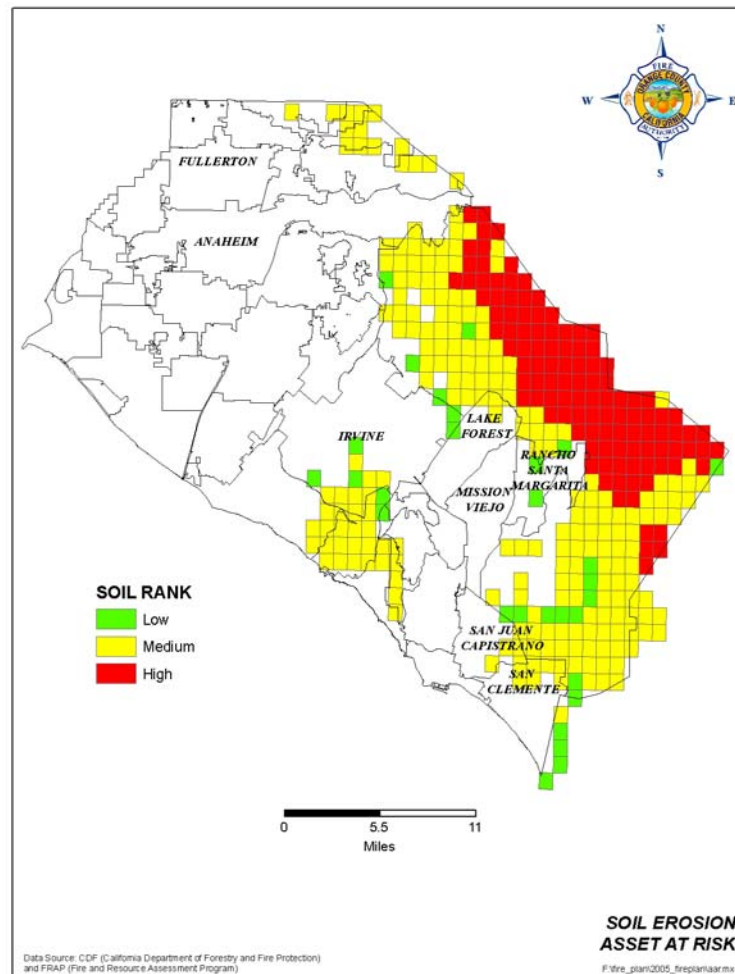 N
W
E
S
FIRE
ORANGE COUNTY
CALIFORNIA
AUTHORITY
FULLERTON
ANAHEIM
LAKE
FOREST
IRVINE
RANCHO
SANTA
MARGARITA
MISSION
VIEJO
SOIL RANK
Low
Medium
High
SAN JUAN
CAPISTRANO
SAN
CLEMENTE
0
5.5
11
Miles
SOIL EROSION
ASSET AT RISK
Data Source: CDF (California Department of Forestry and Fire Protection)
and FRAP (Fire and Resource Assessment Program)